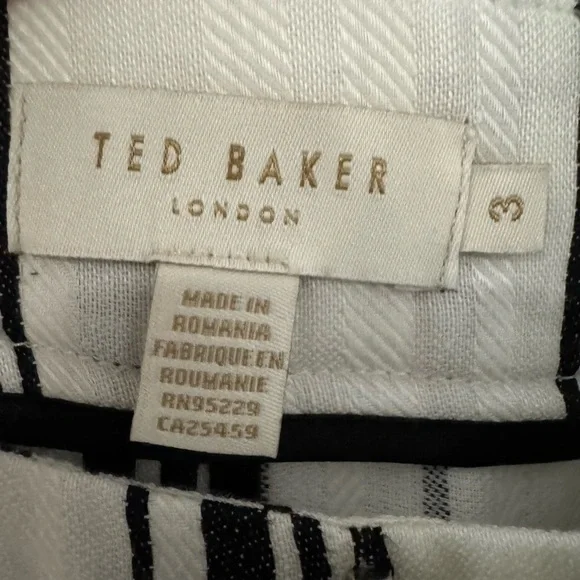 TED BAKER
LONDON
3
MADE IN
ROMANIA
FABRIQUE EN
ROUMANIE
RN95229
CA25459